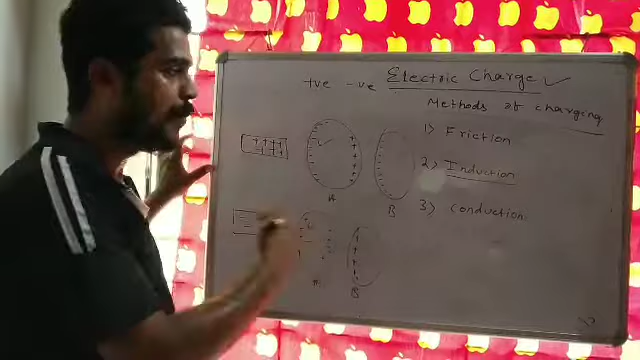 +ve -ve Electric Charge ✓
Methods of charging
1) Friction
2) Induction
3) Conduction
A
B
B